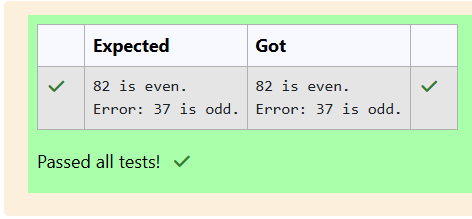 Expected Got
82 is even. 82 is even.
Error: 37 is odd. Error: 37 is odd.
Passed all tests!